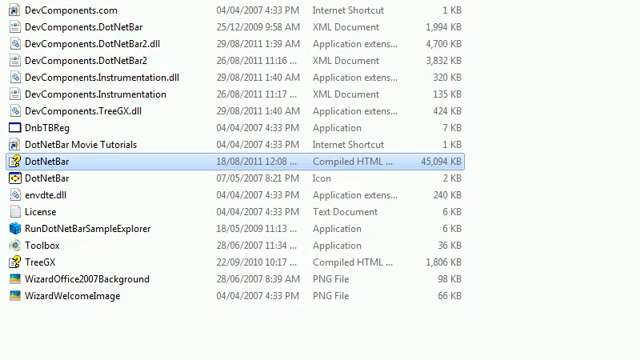 DevComponents.com 04/04/2007 4:33 PM Internet Shortcut 1 KB
DevComponents.DotNetBar 25/12/2009 9:58 AM XML Document 1,994 KB
DevComponents.DotNetBar2.dll 29/08/2011 1:39 AM Application extens... 4,700 KB
DevComponents.DotNetBar2 26/08/2011 11:16 ... XML Document 3,832 KB
DevComponents.Instrumentation.dll 29/08/2011 1:41 AM Application extens... 320 KB
DevComponents.Instrumentation 26/08/2011 11:17 ... XML Document 135 KB
DevComponents.TreeGX.dll 29/08/2011 1:40 AM Application extens... 424 KB
DnbTBReg 04/04/2007 4:33 PM Application 7 KB
DotNetBar Movie Tutorials 04/04/2007 4:33 PM Internet Shortcut 1 KB
DotNetBar 18/08/2011 12:08 ... Compiled HTML ... 45,094 KB
DotNetBar 07/05/2007 8:21 PM Icon 2 KB
envdte.dll 04/04/2007 4:33 PM Application extens... 240 KB
License 04/04/2007 4:33 PM Text Document 6 KB
RunDotNetBarSampleExplorer 18/05/2009 11:13 ... Application 6 KB
Toolbox 28/06/2007 11:34 ... Application 36 KB
TreeGX 22/09/2010 10:17 ... Compiled HTML ... 1,806 KB
WizardOffice2007Background 28/06/2007 8:39 AM PNG File 98 KB
WizardWelcomeImage 04/04/2007 4:33 PM PNG File 66 KB